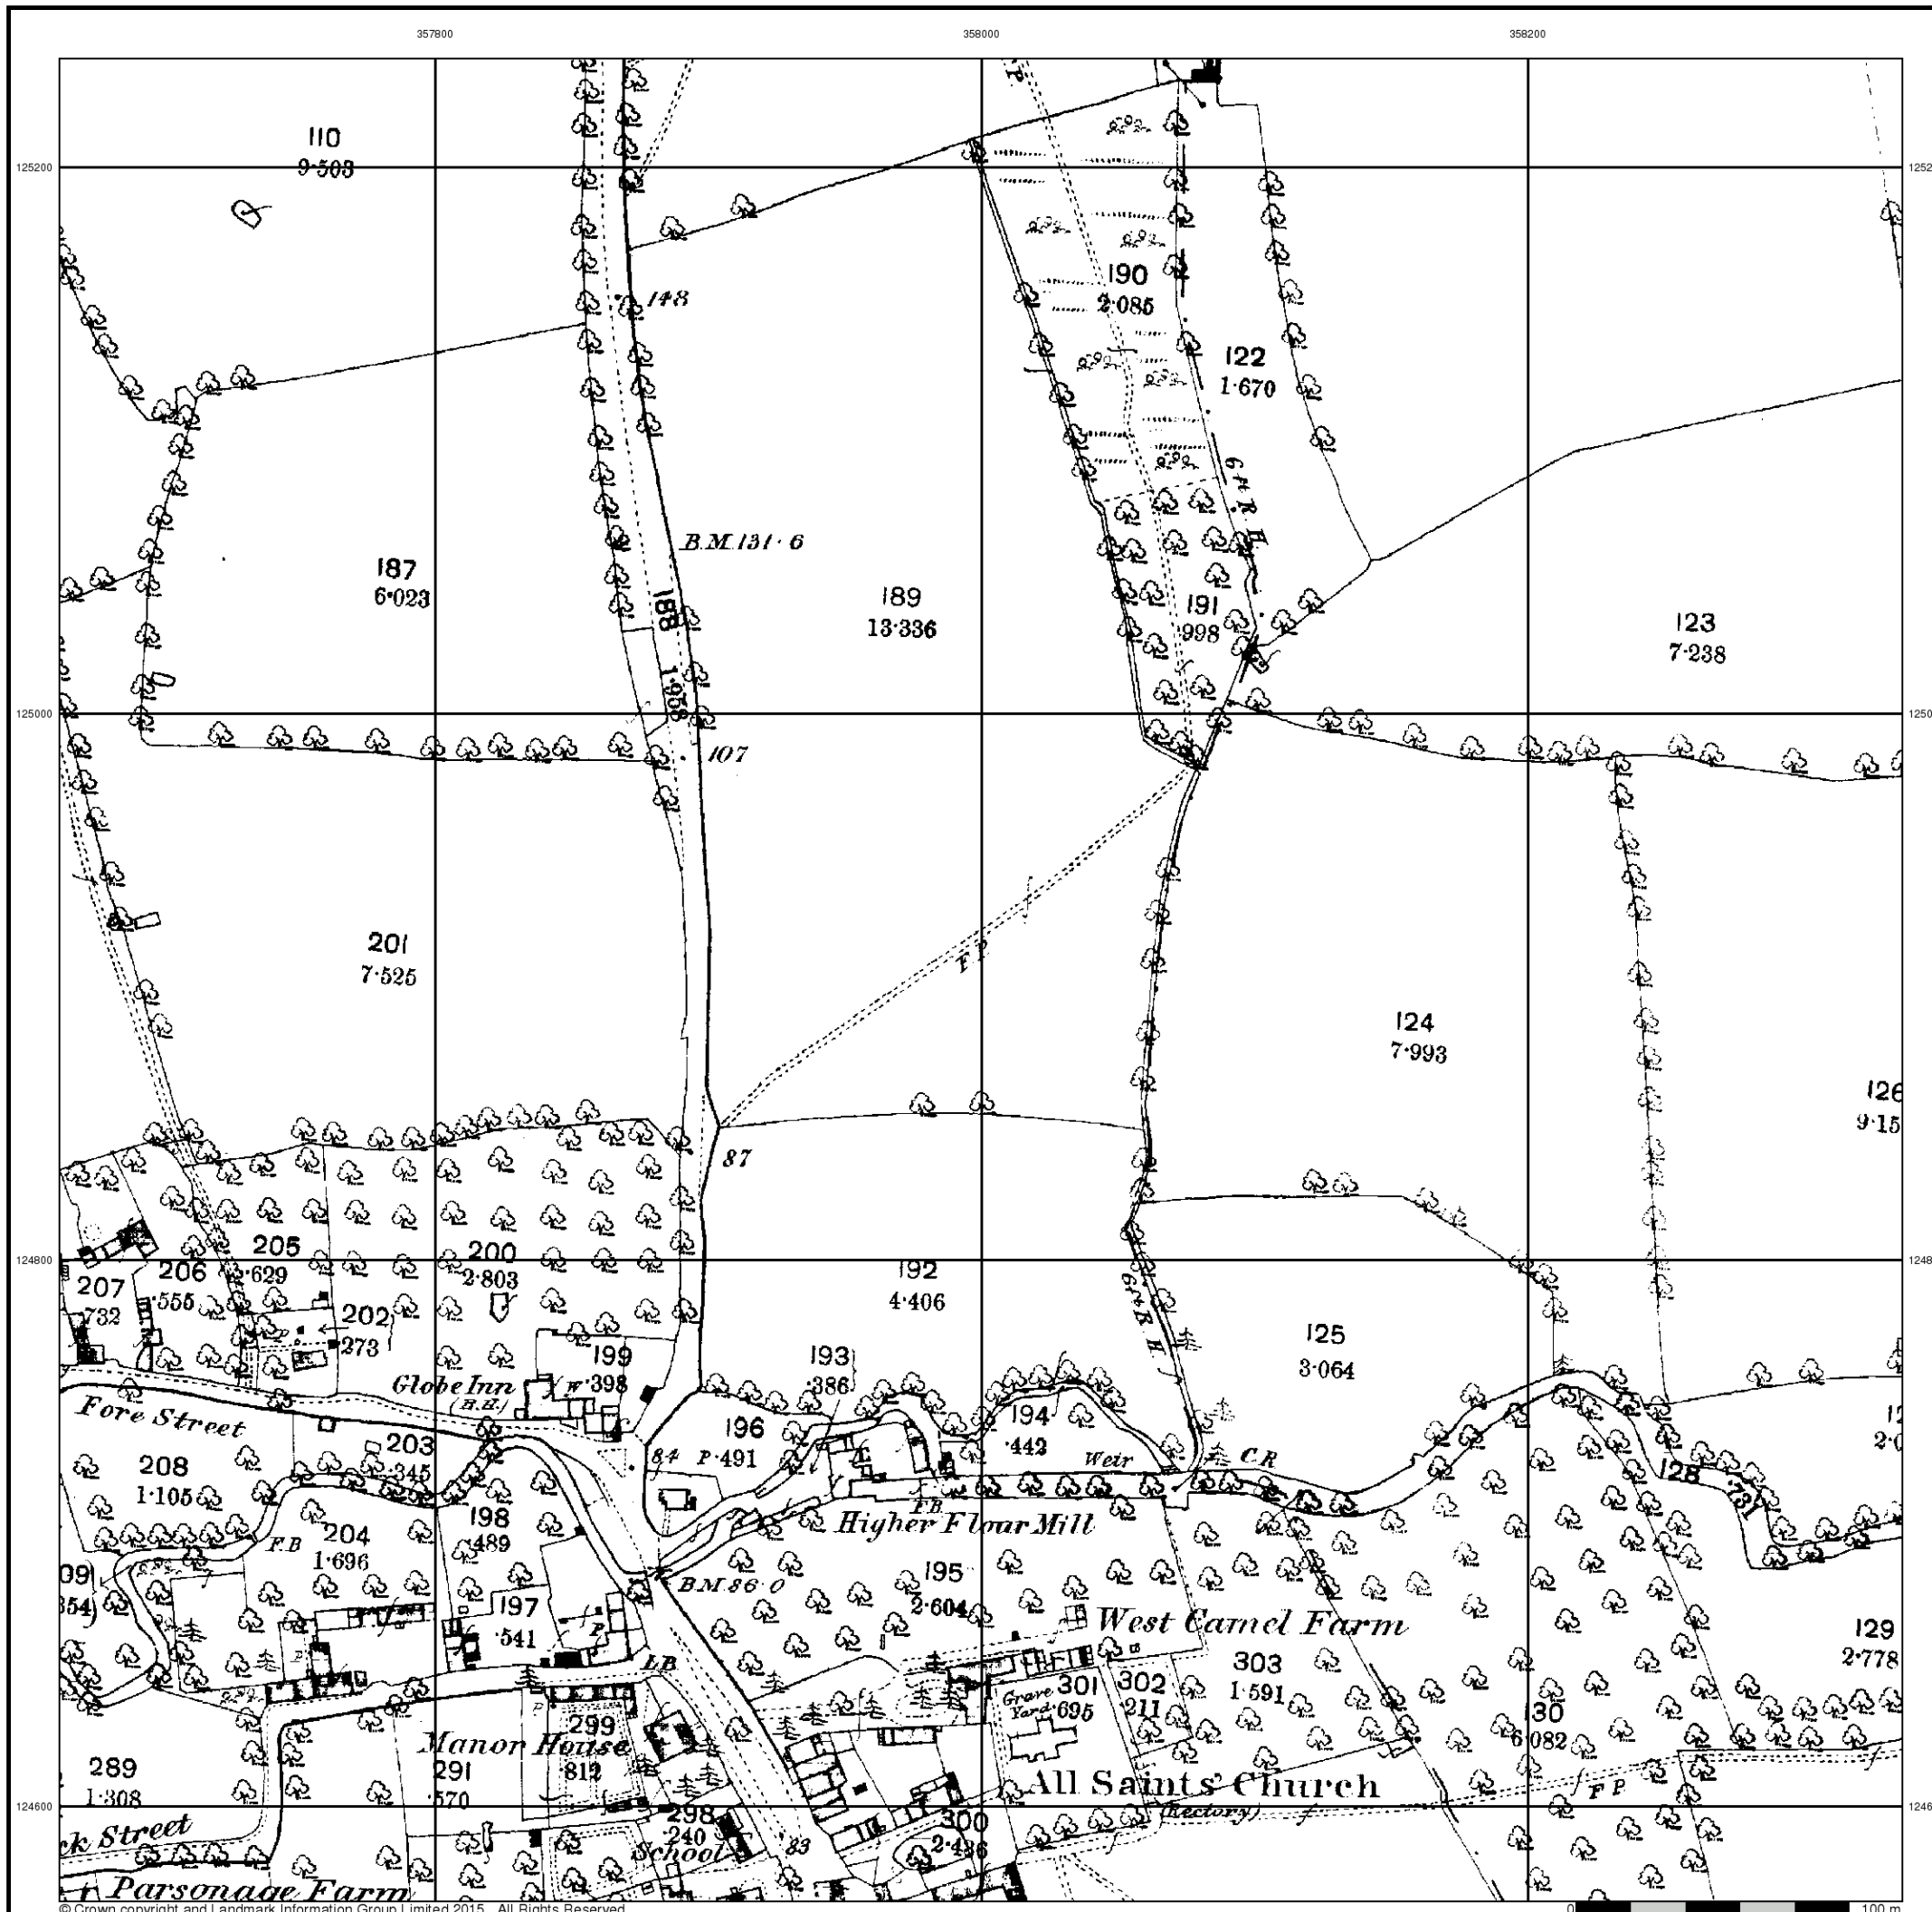 357800
358000
358200
125200
110
9·503
P
148
190
2·085
122
1·670
6 ft R. H.
B.M. 131·6
187
6·023
188
1·958
189
13·336
191
·998
123
7·238
125000
107
201
7·525
F P
124
7·993
126
9·15
87
124800
205
·629
200
2·803
192
4·406
207
·732
206
·555
202
·273
6 ft R. H.
125
3·064
Globe Inn
(B.H.)
W
199
·398
193
·386
Fore Street
203
·345
84
P
196
·491
194
·442
Weir
C.R
208
1·105
128
·731
F.B
204
1·696
198
·489
F.B.
Higher Flour Mill
B.M. 86·0
195
2·604
197
·541
P
West Camel Farm
129
2·778
L.B
Grave
Yard
301
·695
302
·211
303
1·591
130
6·082
P
299
·812
Manor House
289
1·308
291
·570
All Saints' Church
(Rectory)
F P
124600
298
·240
School
300
2·436
83
ck Street
Parsonage Farm
© Crown copyright and Landmark Information Group Limited 2015. All Rights Reserved
0
100 m